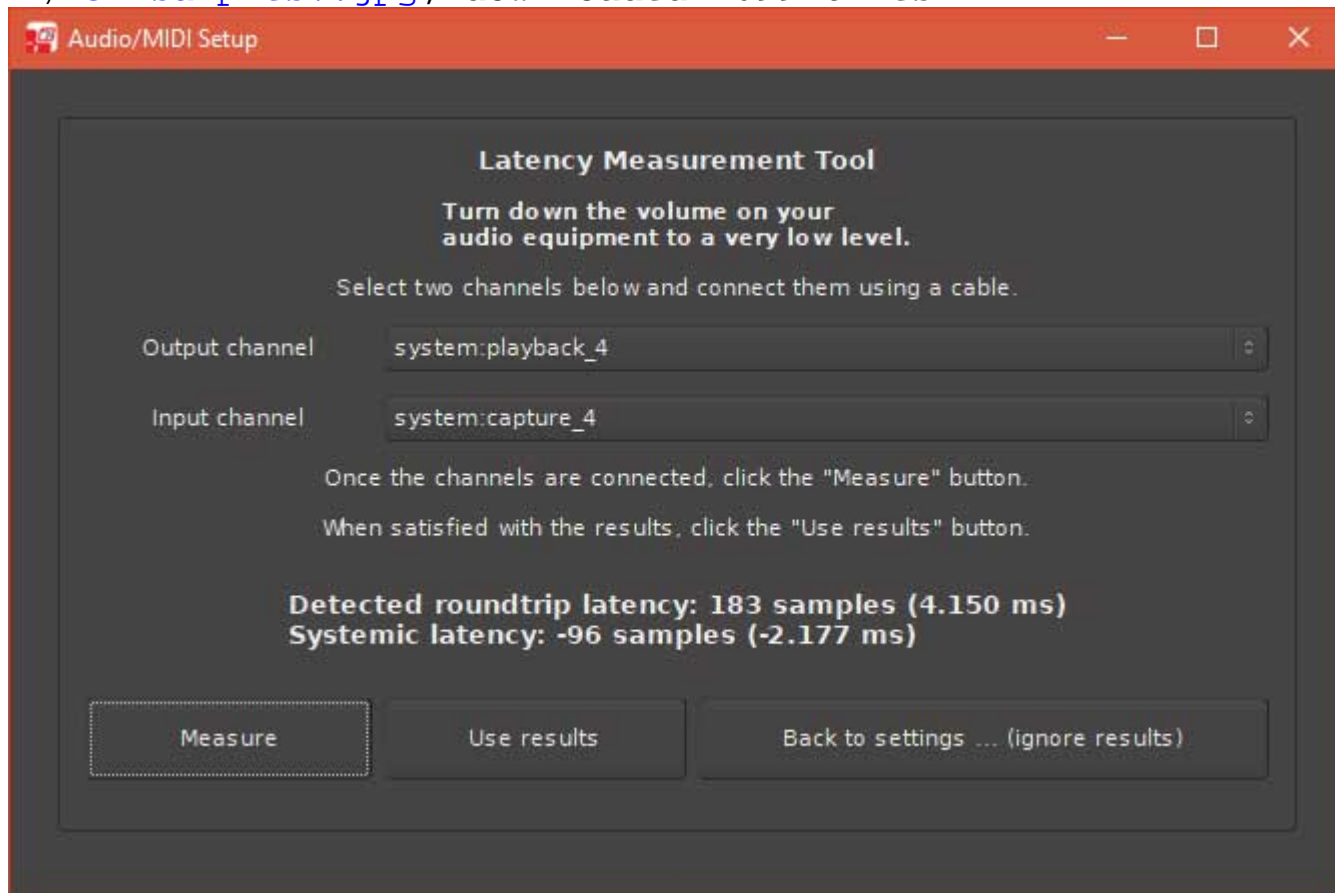 Audio/MIDI Setup
Latency Measurement Tool
Turn down the volume on your
audio equipment to a very low level.
Select two channels below and connect them using a cable.
Output channel system:playback_4
Input channel system:capture_4
Once the channels are connected, click the "Measure" button.
When satisfied with the results, click the "Use results" button.
Detected roundtrip latency: 183 samples (4.150 ms)
Systemic latency: -96 samples (-2.177 ms)
Measure Use results Back to settings ... (ignore results)